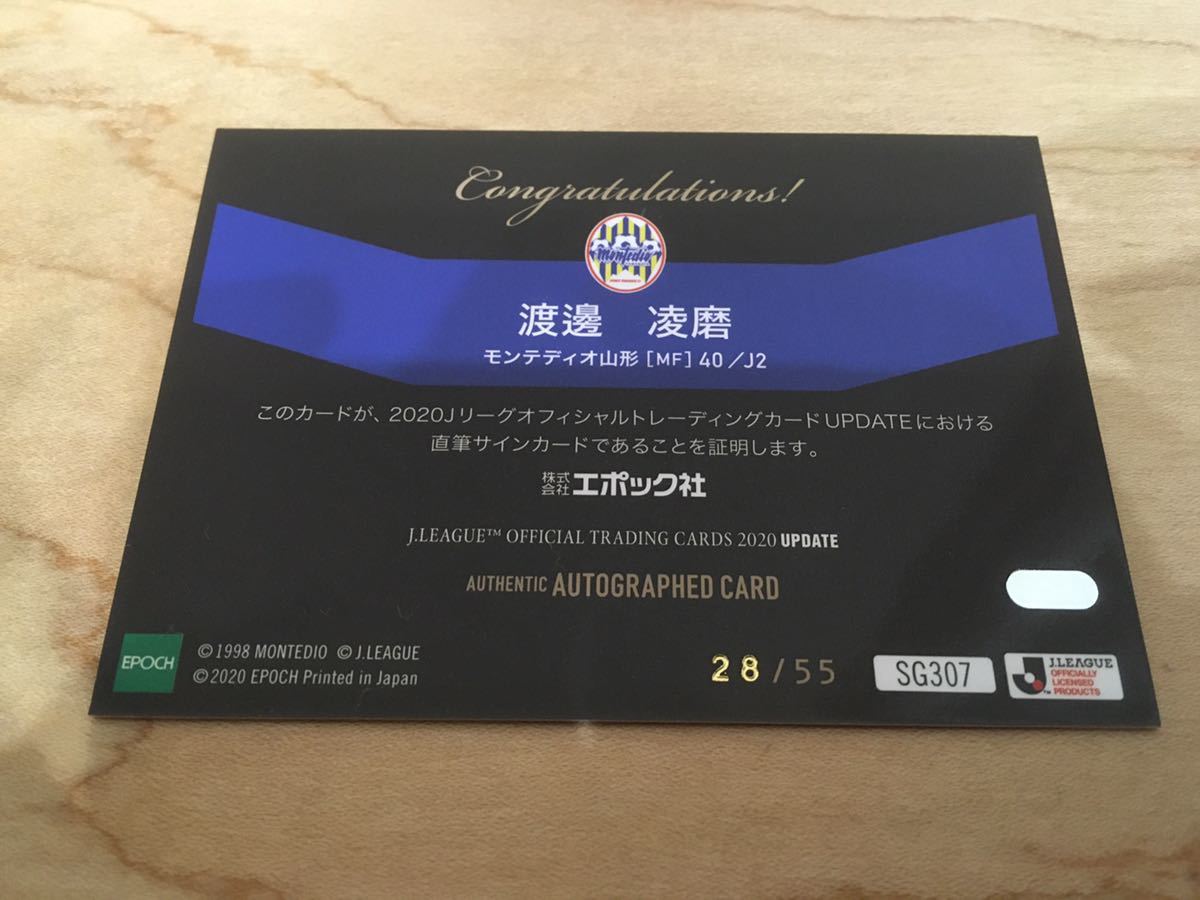 Congratulations!
montedio
渡邊 凌磨
モンテディオ山形 [MF] 40 /J2
このカードが、2020JリーグオフィシャルトレーディングカードUPDATEにおける
直筆サインカードであることを証明します。
株式会社 エポック社
J.LEAGUE™ OFFICIAL TRADING CARDS 2020 UPDATE
AUTHENTIC AUTOGRAPHED CARD
EPOCH
©1998 MONTEDIO ©J.LEAGUE
©2020 EPOCH Printed in Japan
28/55
SG307
J.LEAGUE
OFFICIALLY
LICENSED
PRODUCTS